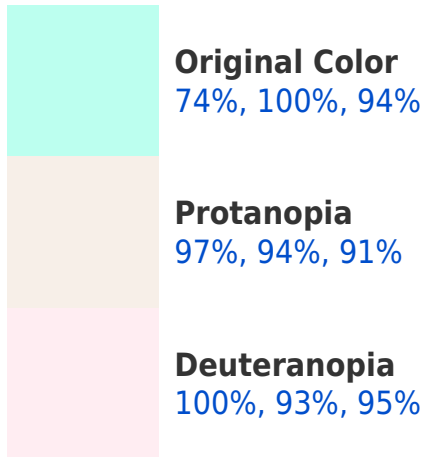 Original Color
74%, 100%, 94%
Protanopia
97%, 94%, 91%
Deuteranopia
100%, 93%, 95%